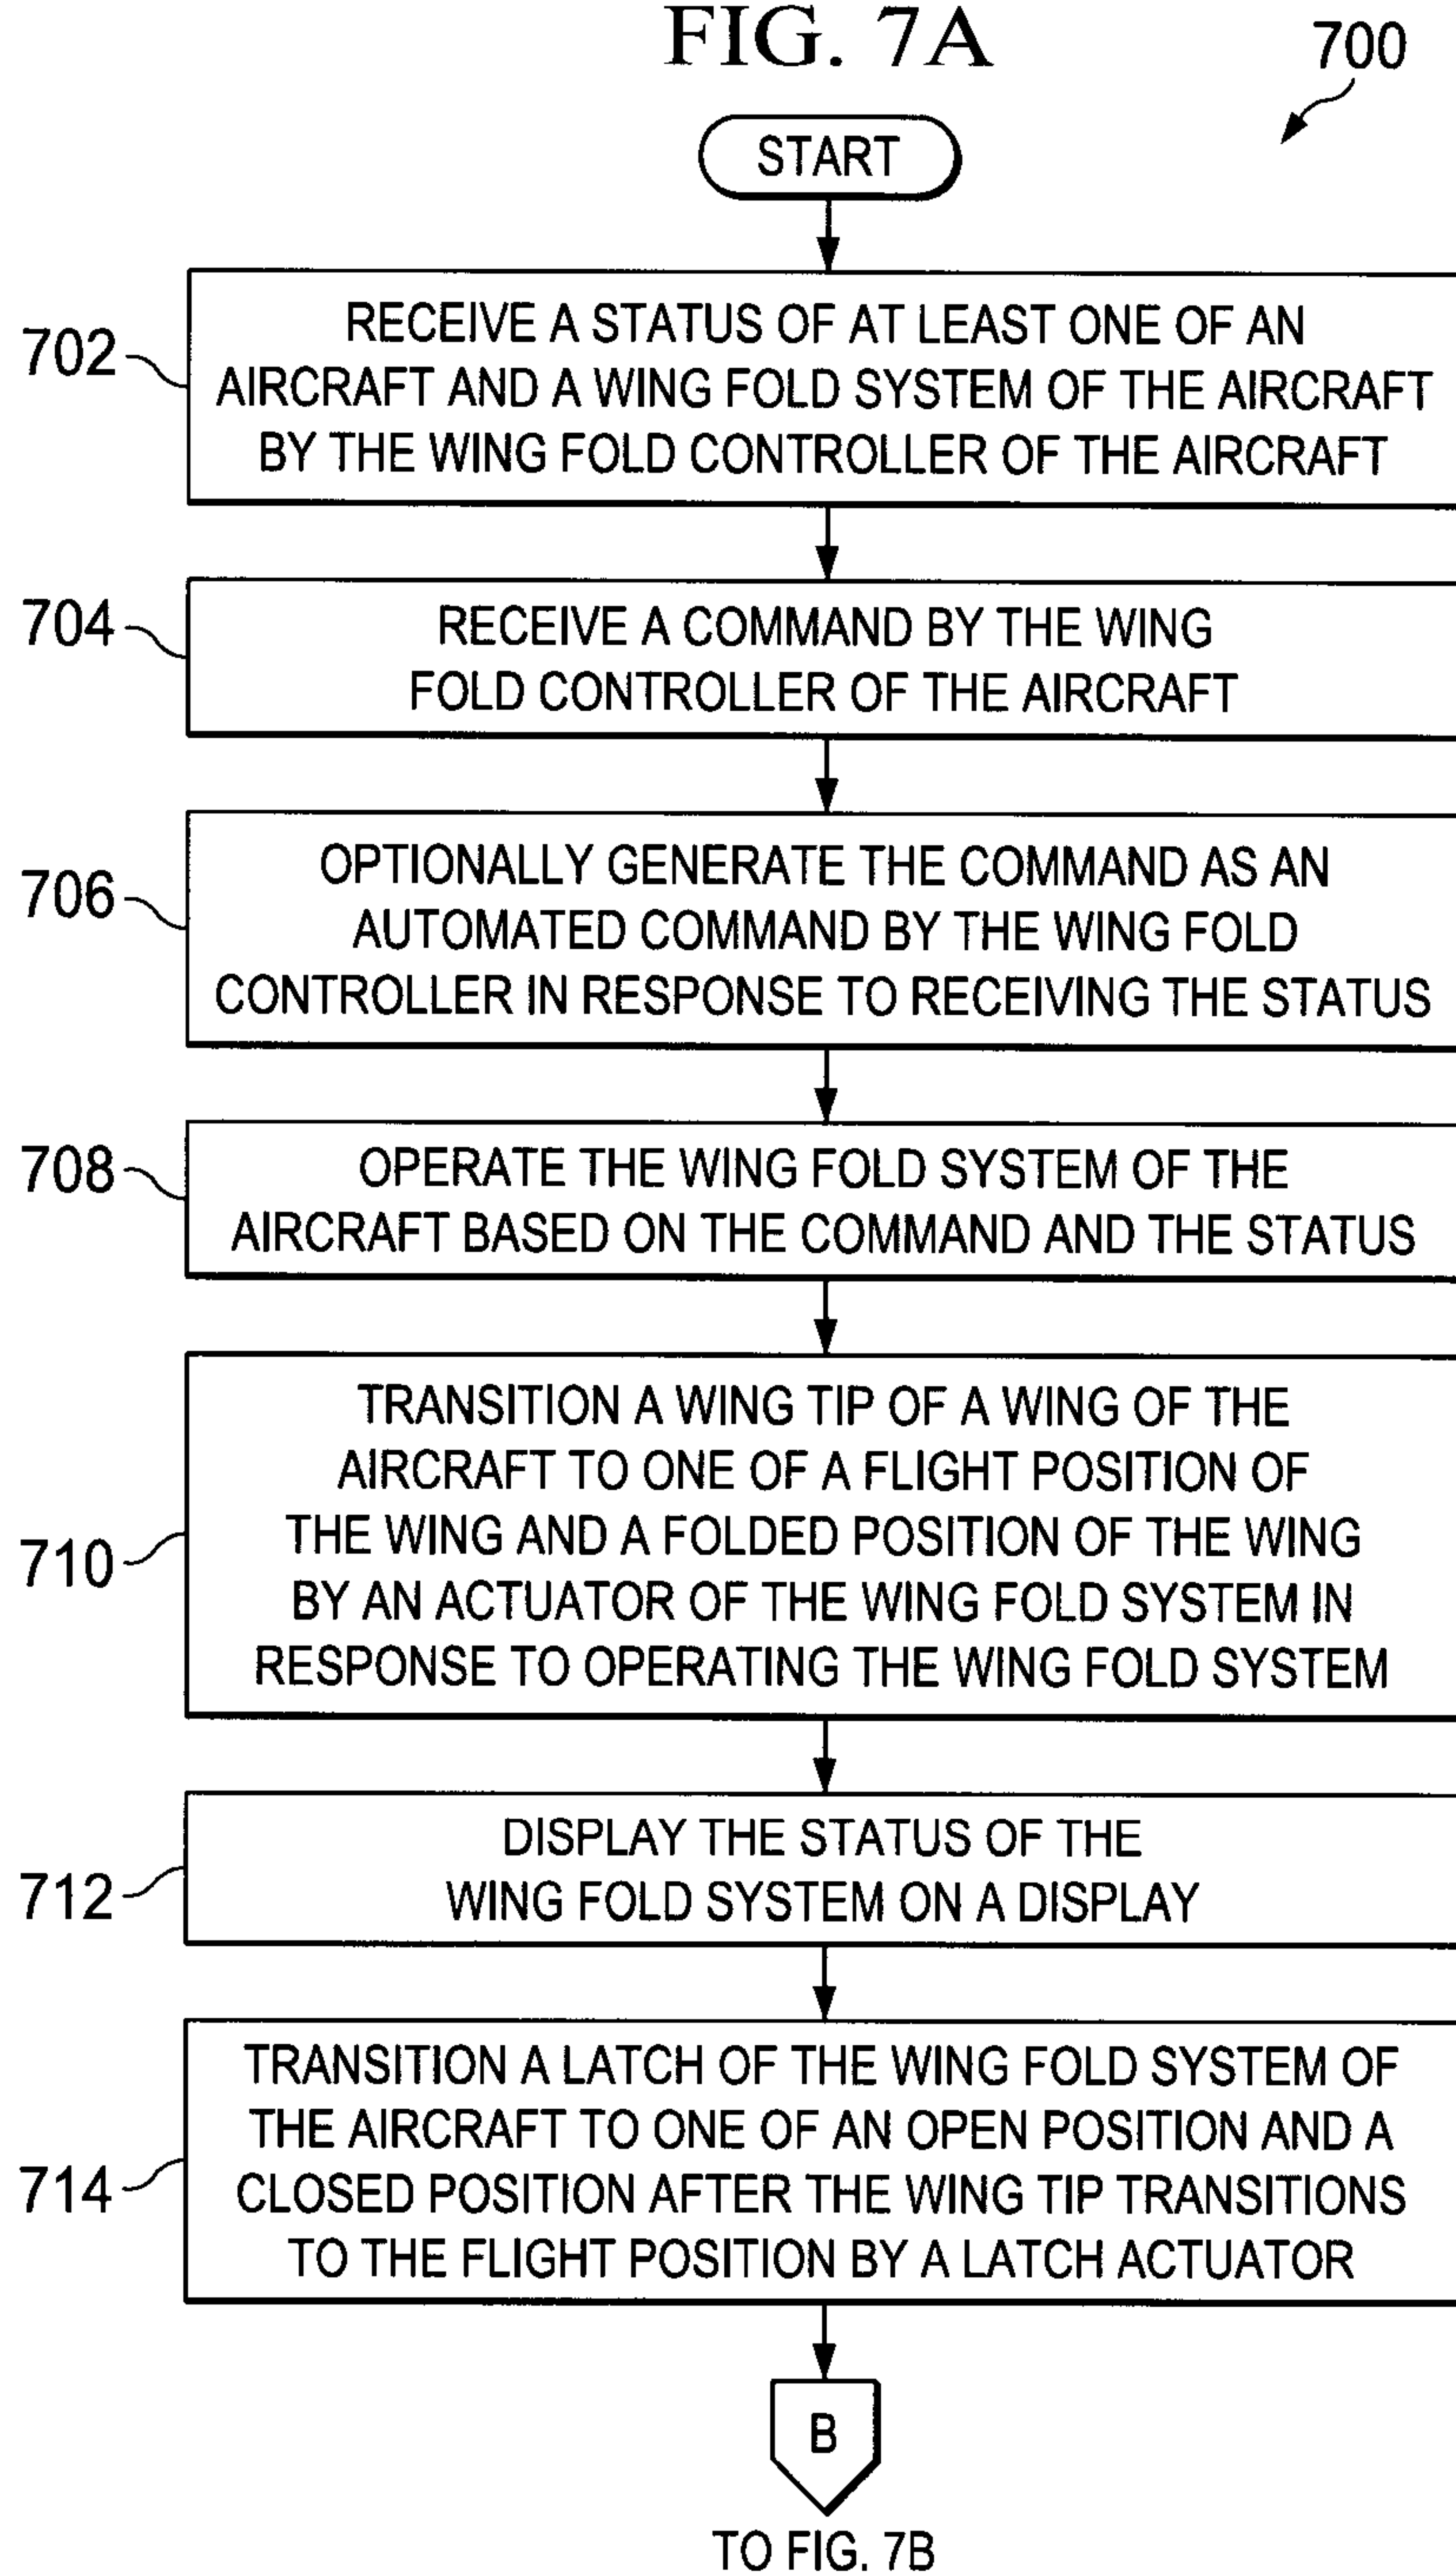 FIG. 7A
700
START
702
RECEIVE A STATUS OF AT LEAST ONE OF AN
AIRCRAFT AND A WING FOLD SYSTEM OF THE AIRCRAFT
BY THE WING FOLD CONTROLLER OF THE AIRCRAFT
704
RECEIVE A COMMAND BY THE WING
FOLD CONTROLLER OF THE AIRCRAFT
706
OPTIONALLY GENERATE THE COMMAND AS AN
AUTOMATED COMMAND BY THE WING FOLD
CONTROLLER IN RESPONSE TO RECEIVING THE STATUS
708
OPERATE THE WING FOLD SYSTEM OF THE
AIRCRAFT BASED ON THE COMMAND AND THE STATUS
710
TRANSITION A WING TIP OF A WING OF THE
AIRCRAFT TO ONE OF A FLIGHT POSITION OF
THE WING AND A FOLDED POSITION OF THE WING
BY AN ACTUATOR OF THE WING FOLD SYSTEM IN
RESPONSE TO OPERATING THE WING FOLD SYSTEM
712
DISPLAY THE STATUS OF THE
WING FOLD SYSTEM ON A DISPLAY
714
TRANSITION A LATCH OF THE WING FOLD SYSTEM OF
THE AIRCRAFT TO ONE OF AN OPEN POSITION AND A
CLOSED POSITION AFTER THE WING TIP TRANSITIONS
TO THE FLIGHT POSITION BY A LATCH ACTUATOR
B
TO FIG. 7B